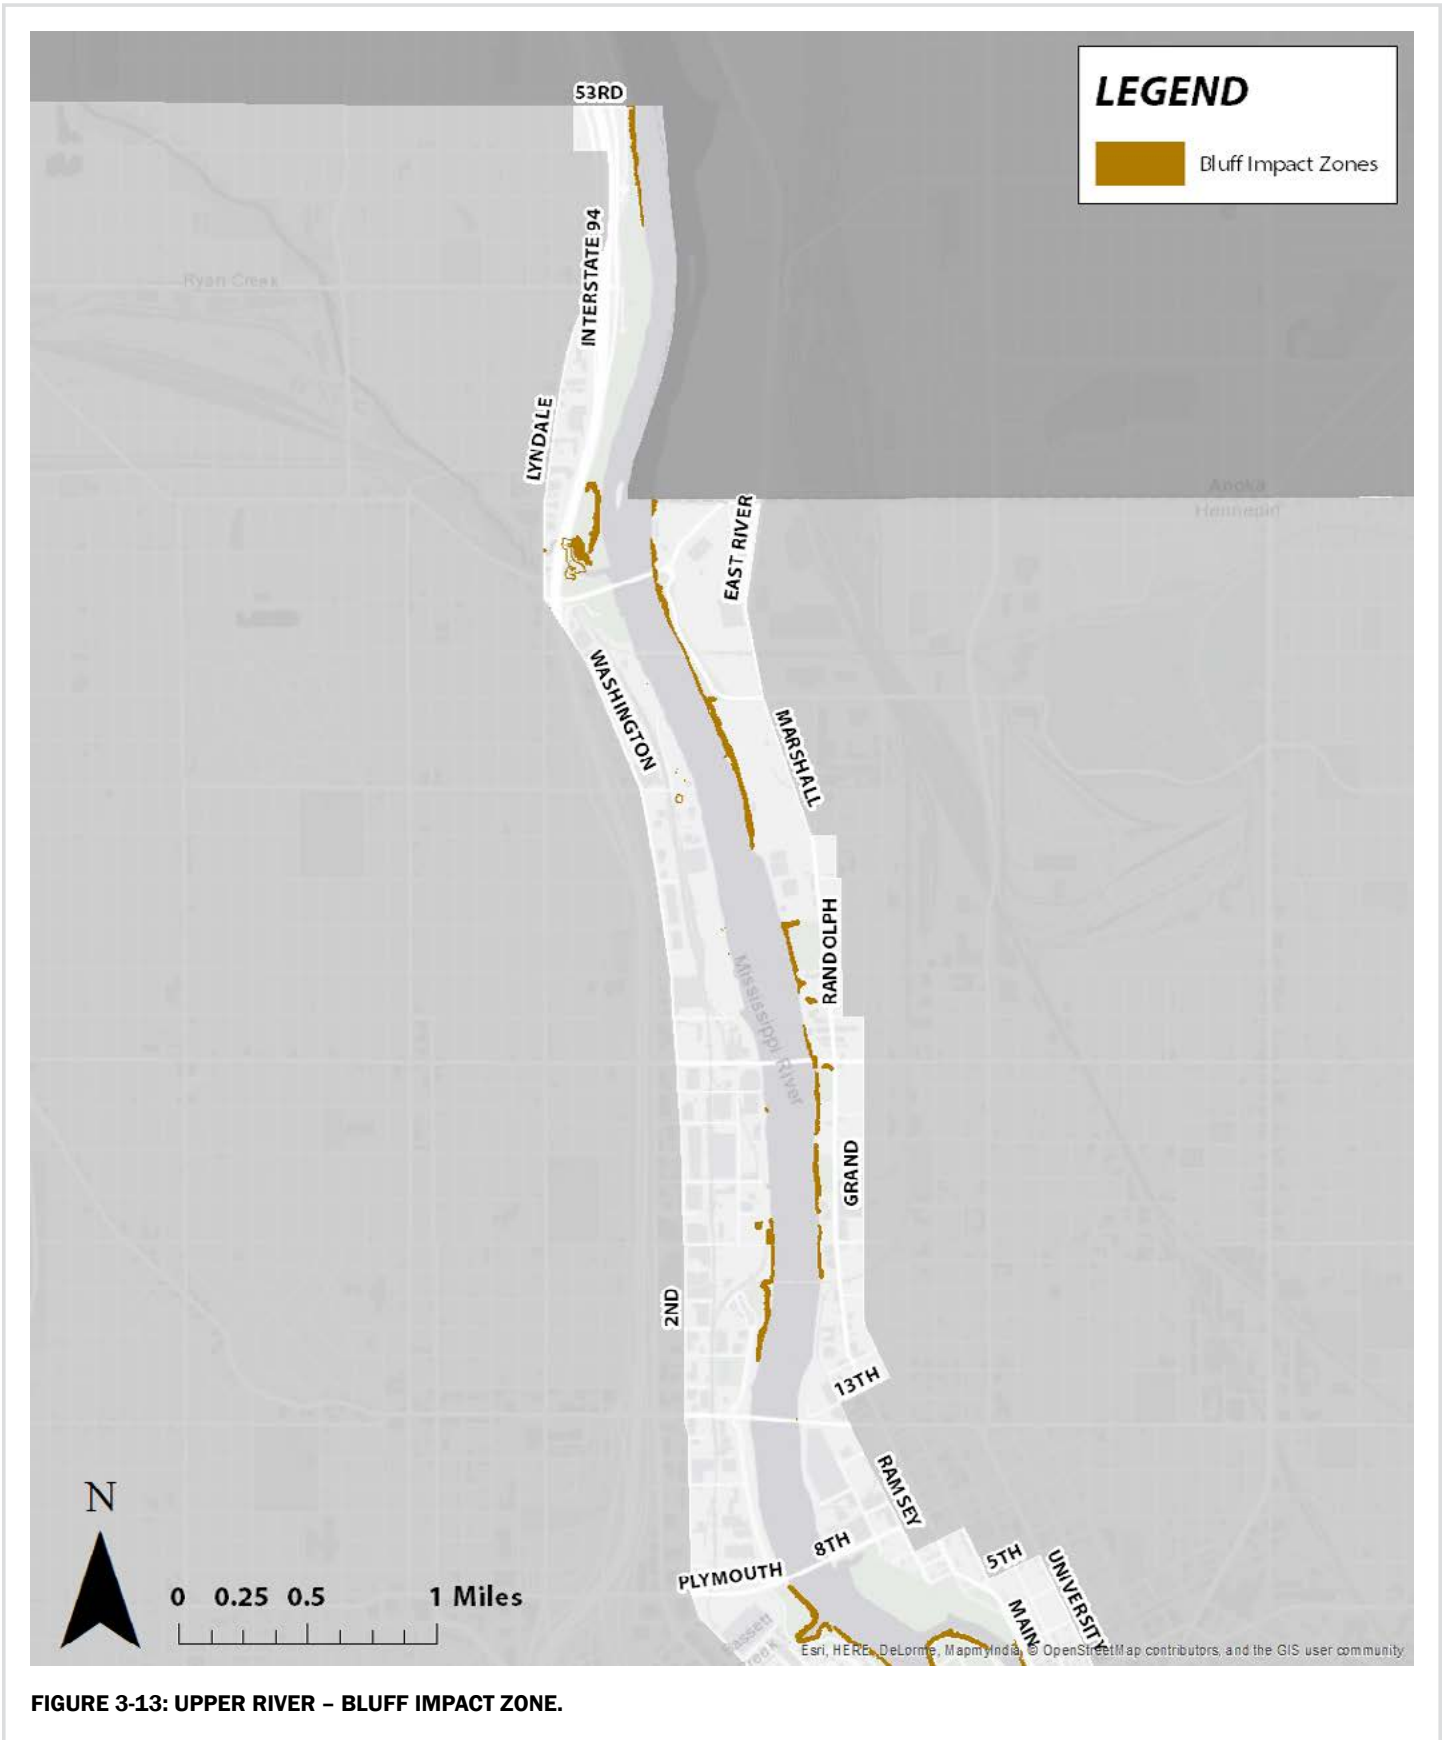 53RD
LEGEND
Bluff Impact Zones
INTERSTATE 94
Ryan Creek
LYNDALE
Anoka
Hennepin
EAST RIVER
WASHINGTON
MARSHALL
RANDOLPH
Mississippi River
GRAND
2ND
13TH
RAMSEY
N
8TH
5TH
UNIVERSITY
PLYMOUTH
MAIN
0 0.25 0.5 1 Miles
Bassett
Creek
Esri, HERE, DeLorme, MapmyIndia, © OpenStreetMap contributors, and the GIS user community
FIGURE 3-13: UPPER RIVER – BLUFF IMPACT ZONE.